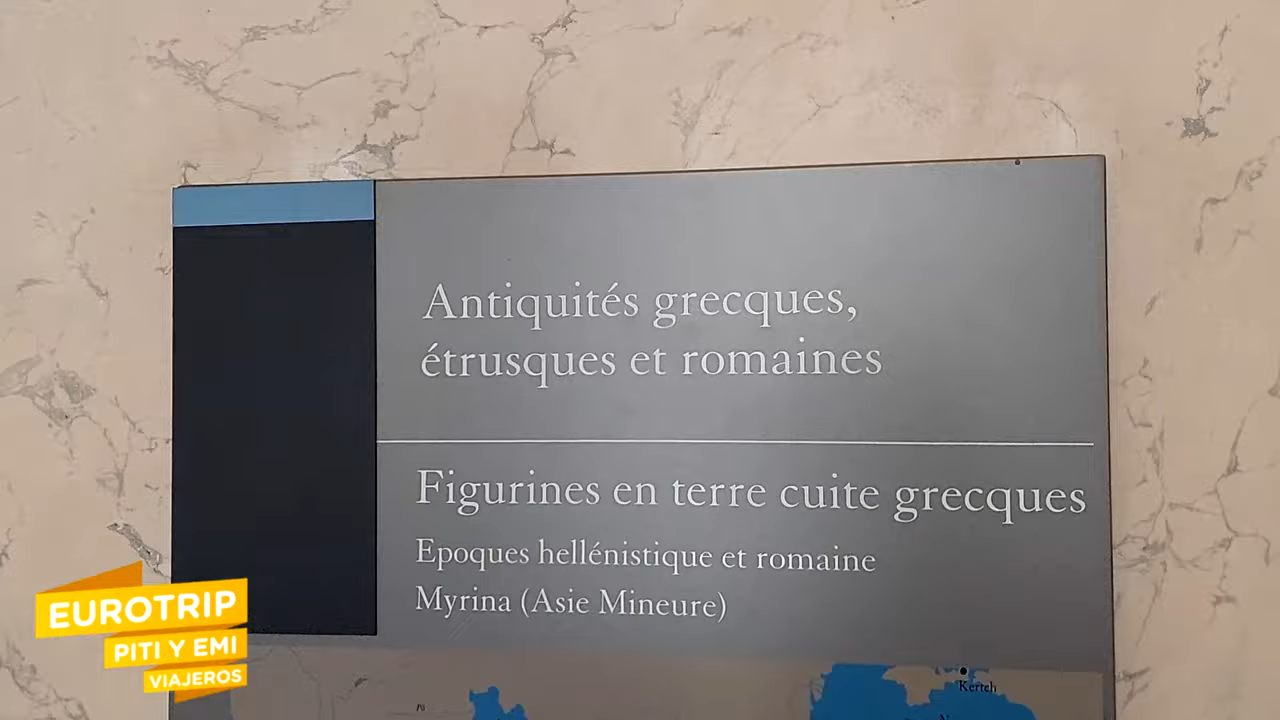 Antiquités grecques,
étrusques et romaines
Figurines en terre cuite grecques
Epoques hellénistique et romaine
Myrina (Asie Mineure)
Kerteh
EUROTRIP
PITI Y EMI
VIAJEROS